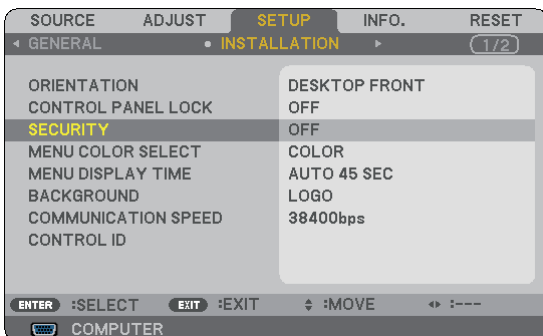 SOURCE ADJUST SETUP INFO. RESET
GENERAL • INSTALLATION 1/2
ORIENTATION DESKTOP FRONT
CONTROL PANEL LOCK OFF
SECURITY OFF
MENU COLOR SELECT COLOR
MENU DISPLAY TIME AUTO 45 SEC
BACKGROUND LOGO
COMMUNICATION SPEED 38400bps
CONTROL ID
ENTER :SELECT EXIT :EXIT :MOVE :---
COMPUTER